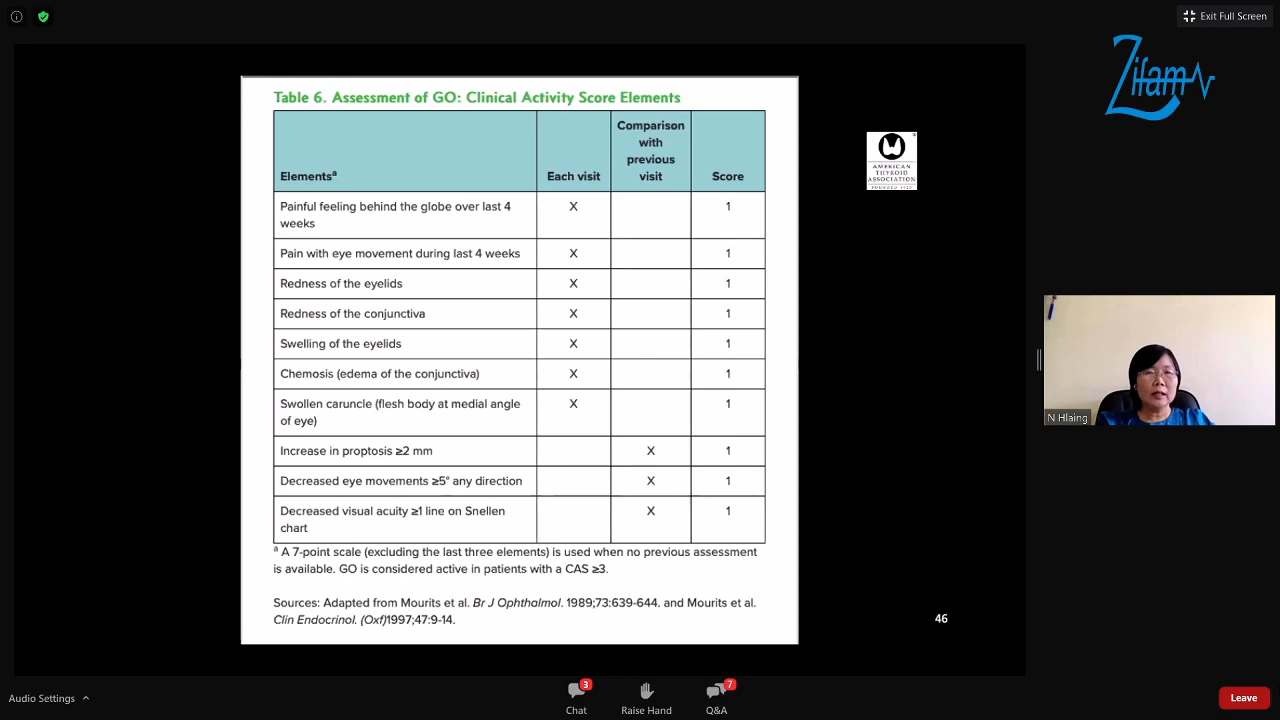 Exit Full Screen
Zifam
Table 6. Assessment of GO: Clinical Activity Score Elements
Elementsª Each visit Comparison with previous visit Score
Painful feeling behind the globe over last 4 weeks X 1
Pain with eye movement during last 4 weeks X 1
Redness of the eyelids X 1
Redness of the conjunctiva X 1
Swelling of the eyelids X 1
Chemosis (edema of the conjunctiva) X 1
Swollen caruncle (flesh body at medial angle of eye) X 1
Increase in proptosis ≥2 mm X 1
Decreased eye movements ≥5° any direction X 1
Decreased visual acuity ≥1 line on Snellen chart X 1
ª A 7-point scale (excluding the last three elements) is used when no previous assessment
is available. GO is considered active in patients with a CAS ≥3.
Sources: Adapted from Mourits et al. Br J Ophthalmol. 1989;73:639-644. and Mourits et al.
Clin Endocrinol. (Oxf)1997;47:9-14.
46
AMERICAN
THYROID
ASSOCIATION
FOUNDED 1923
N Hlaing
Audio Settings
3
Chat
Raise Hand
7
Q&A
Leave